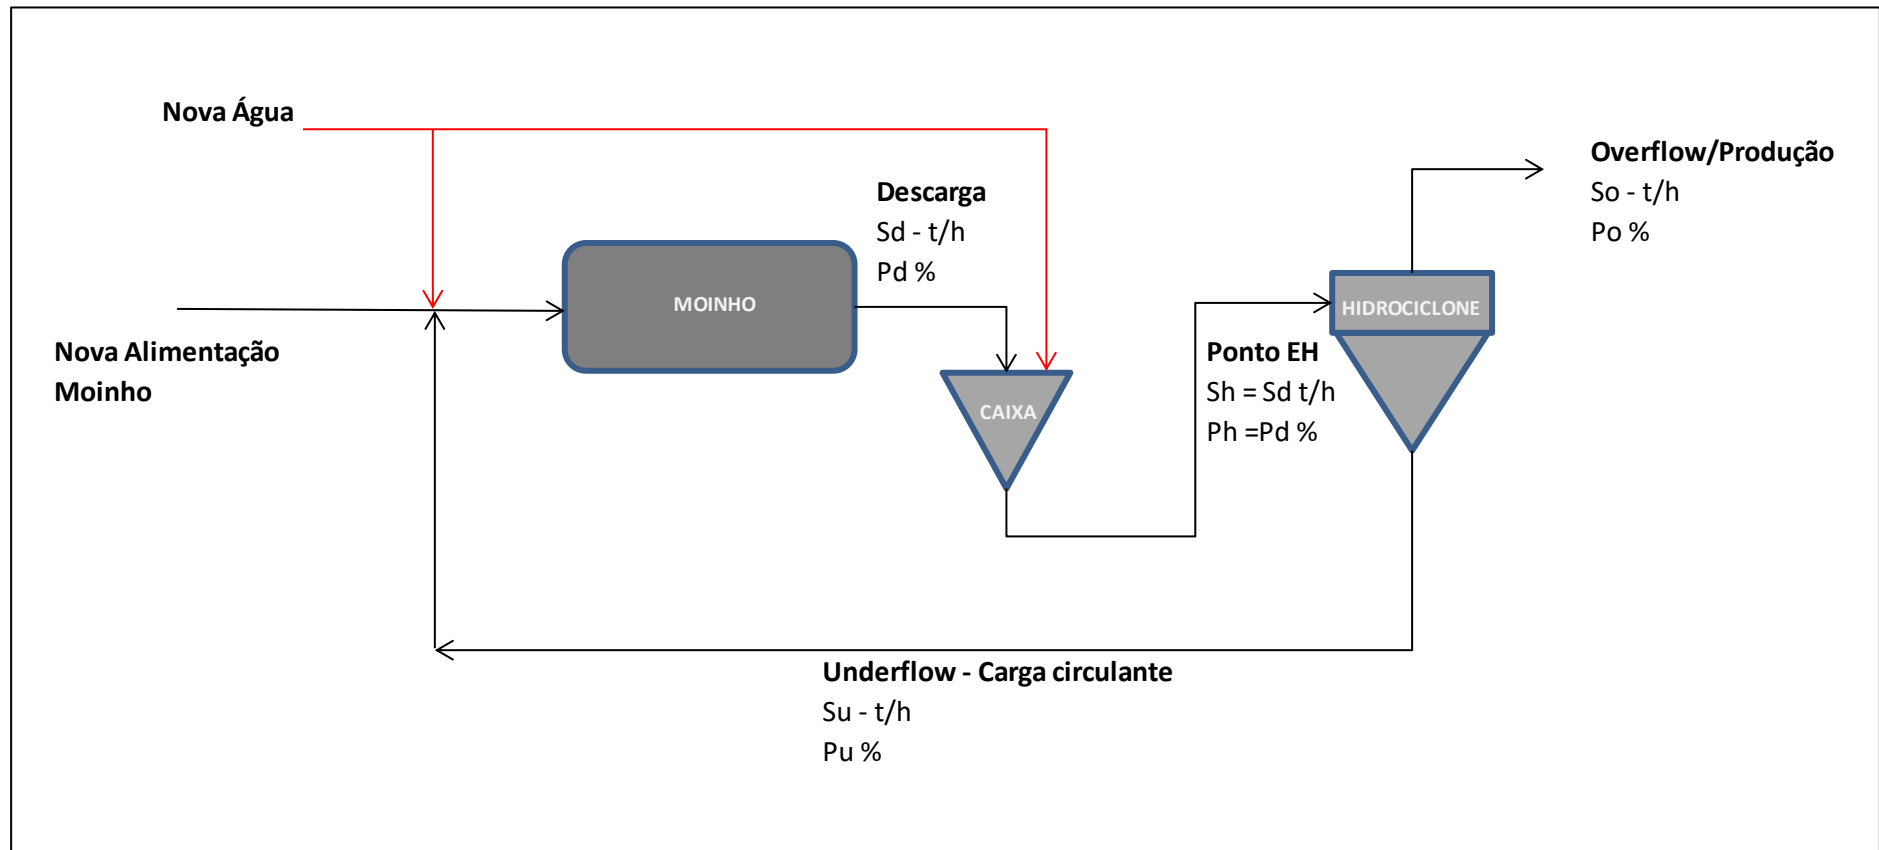 Nova Água
Overflow/Produção
So - t/h
Po %
Descarga
Sd - t/h
Pd %
MOINHO
HIDROCICLONE
Nova Alimentação
Moinho
Ponto EH
Sh = Sd t/h
Ph =Pd %
CAIXA
Underflow - Carga circulante
Su - t/h
Pu %